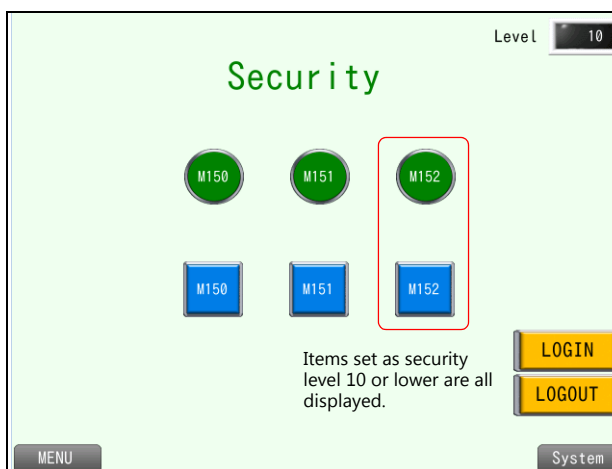 Level 10
Security
M150 M151 M152
M150 M151 M152
Items set as security
level 10 or lower are all
displayed.
LOGIN
LOGOUT
MENU System